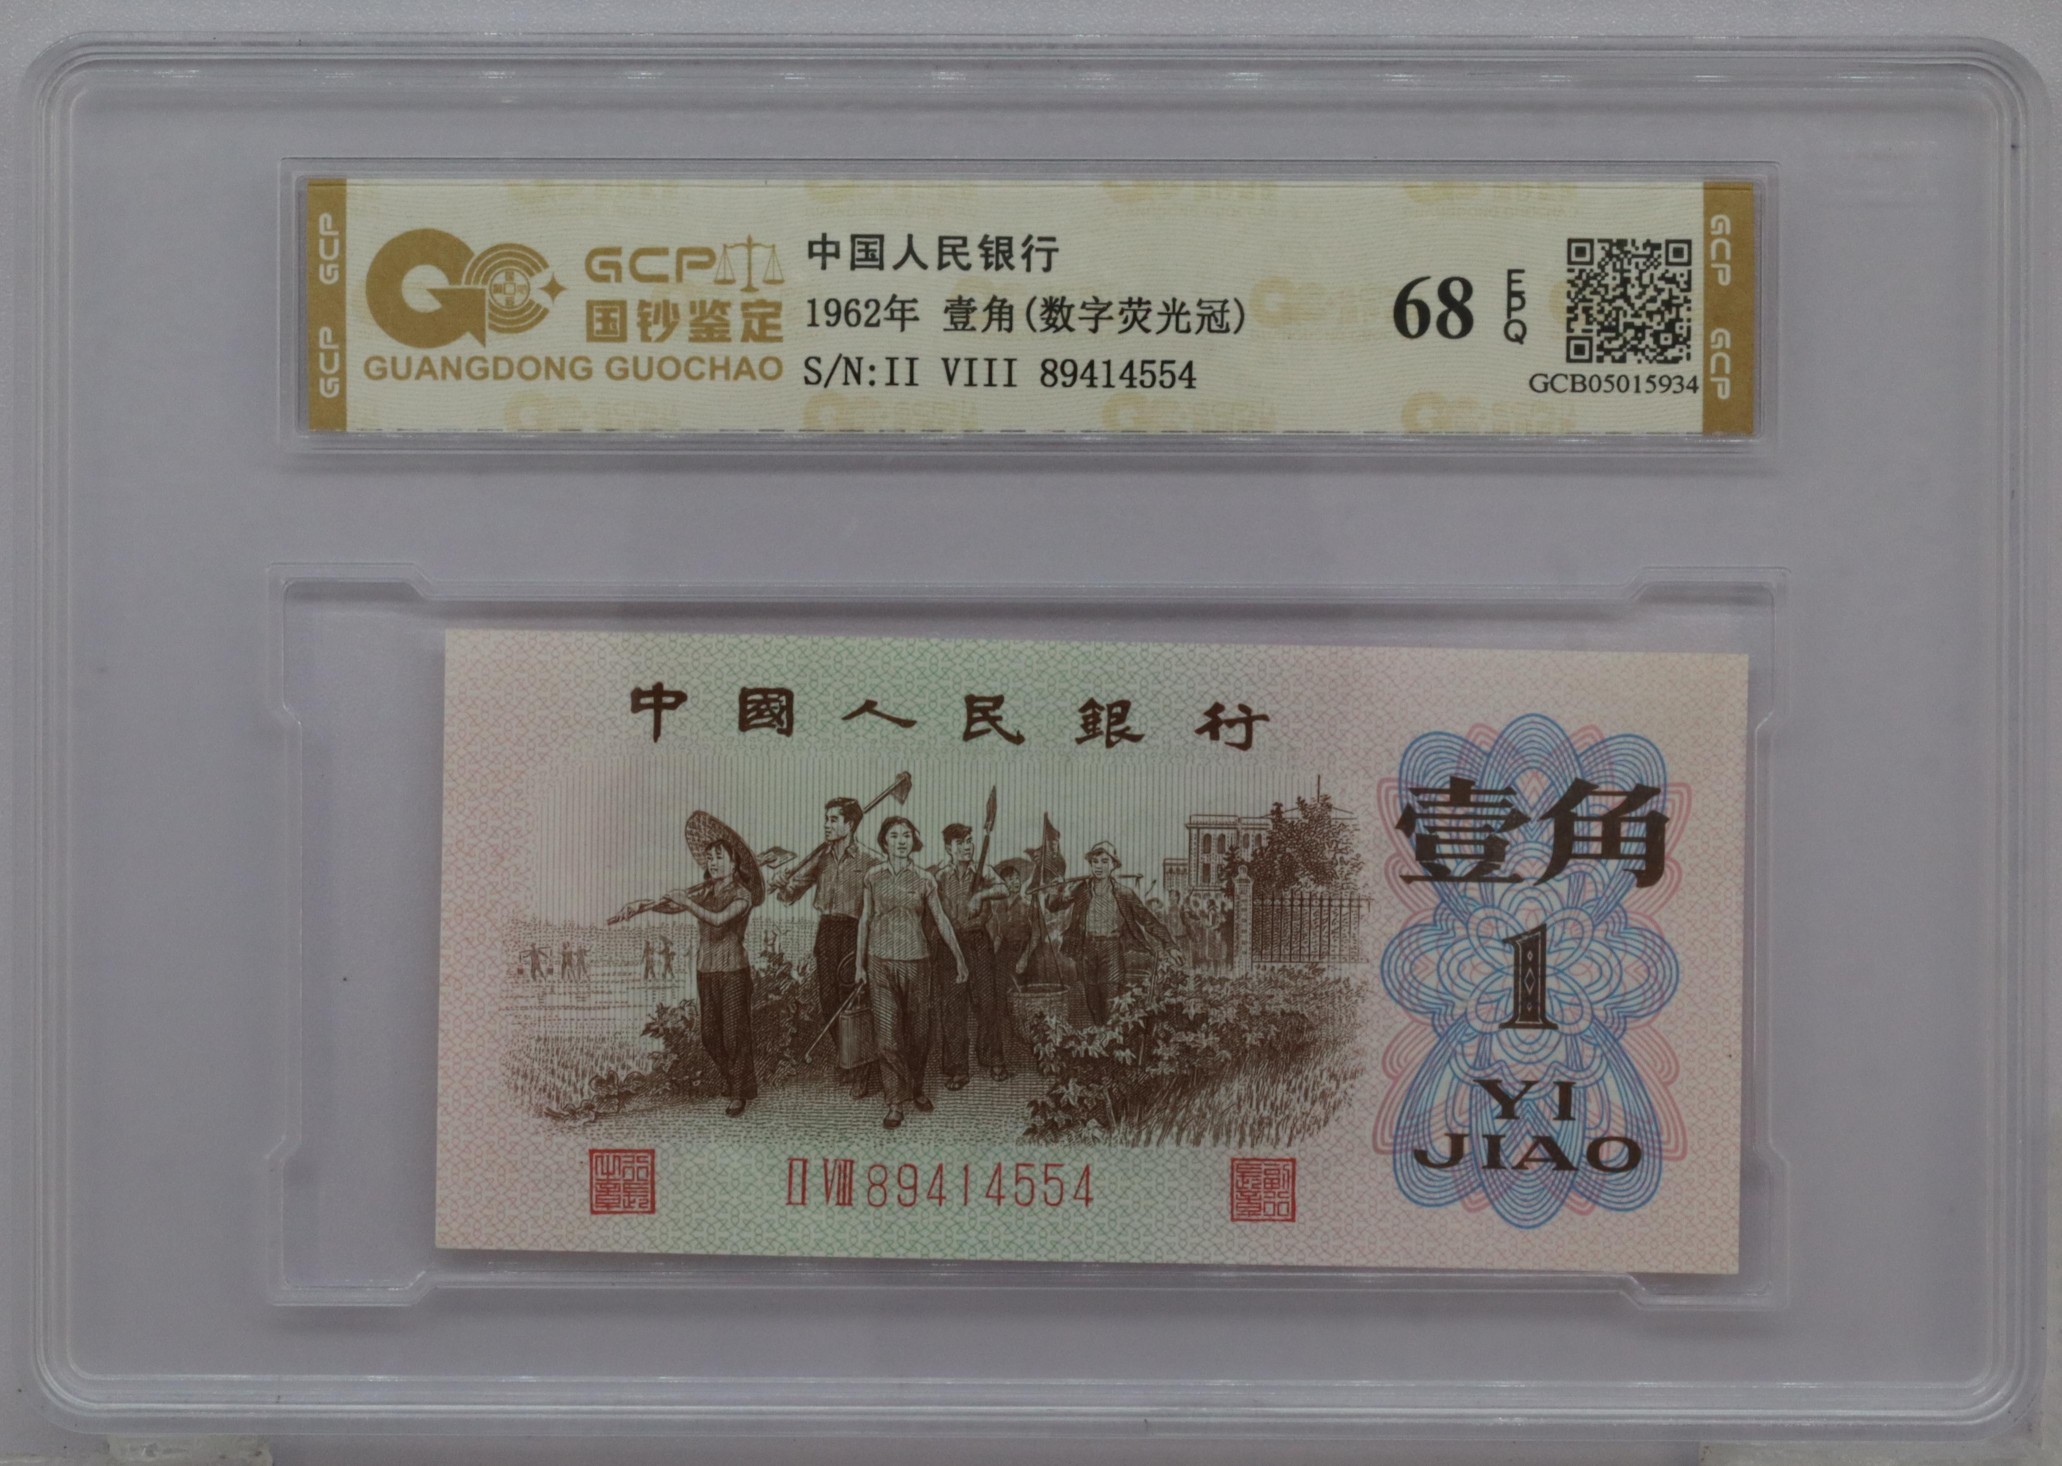 GCP
GCP
GCP
国钞鉴定
GUANGDONG GUOCHAO
中国人民银行
1962年 壹角(数字荧光冠)
S/N:II VIII 89414554
68
EPQ
GCB05015934
GCP
GCP
中國人民銀行
壹角
1
YI
JIAO
II VIII 89414554